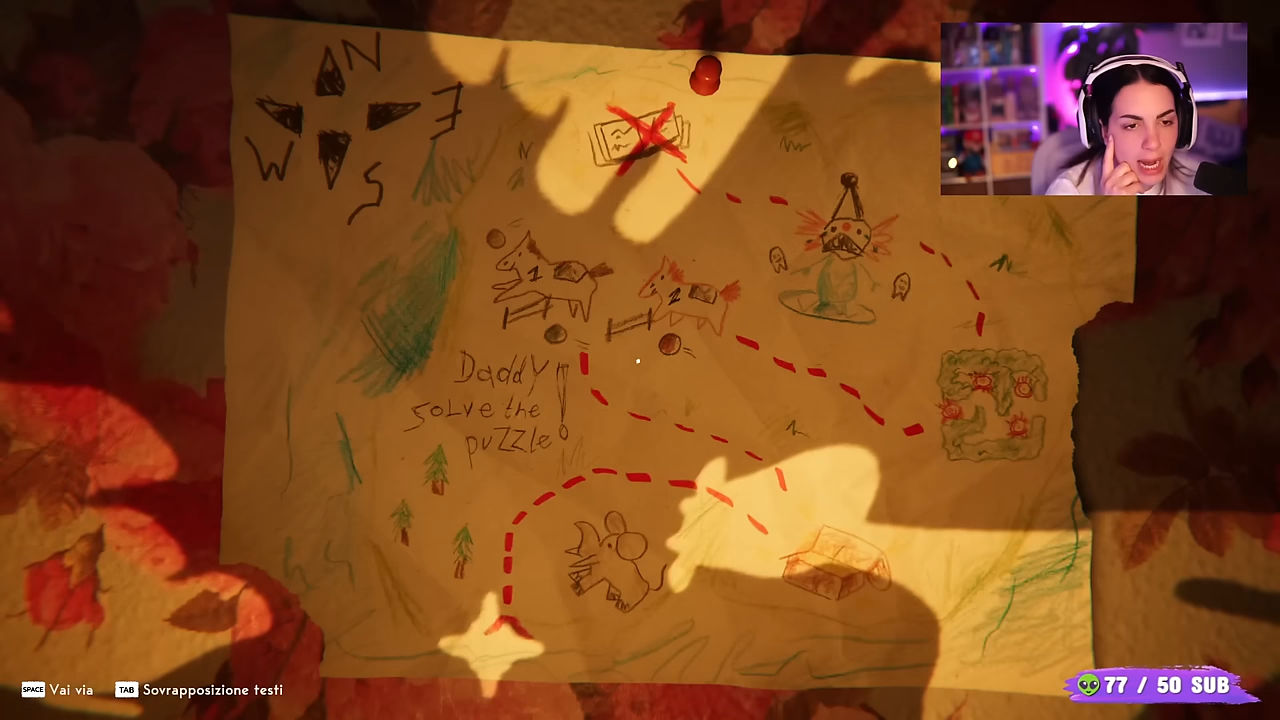 N
W
E
S
1
2
Daddy
solve the
puzzle!
SPACE Vai via TAB Sovrapposizione testi
77 / 50 SUB